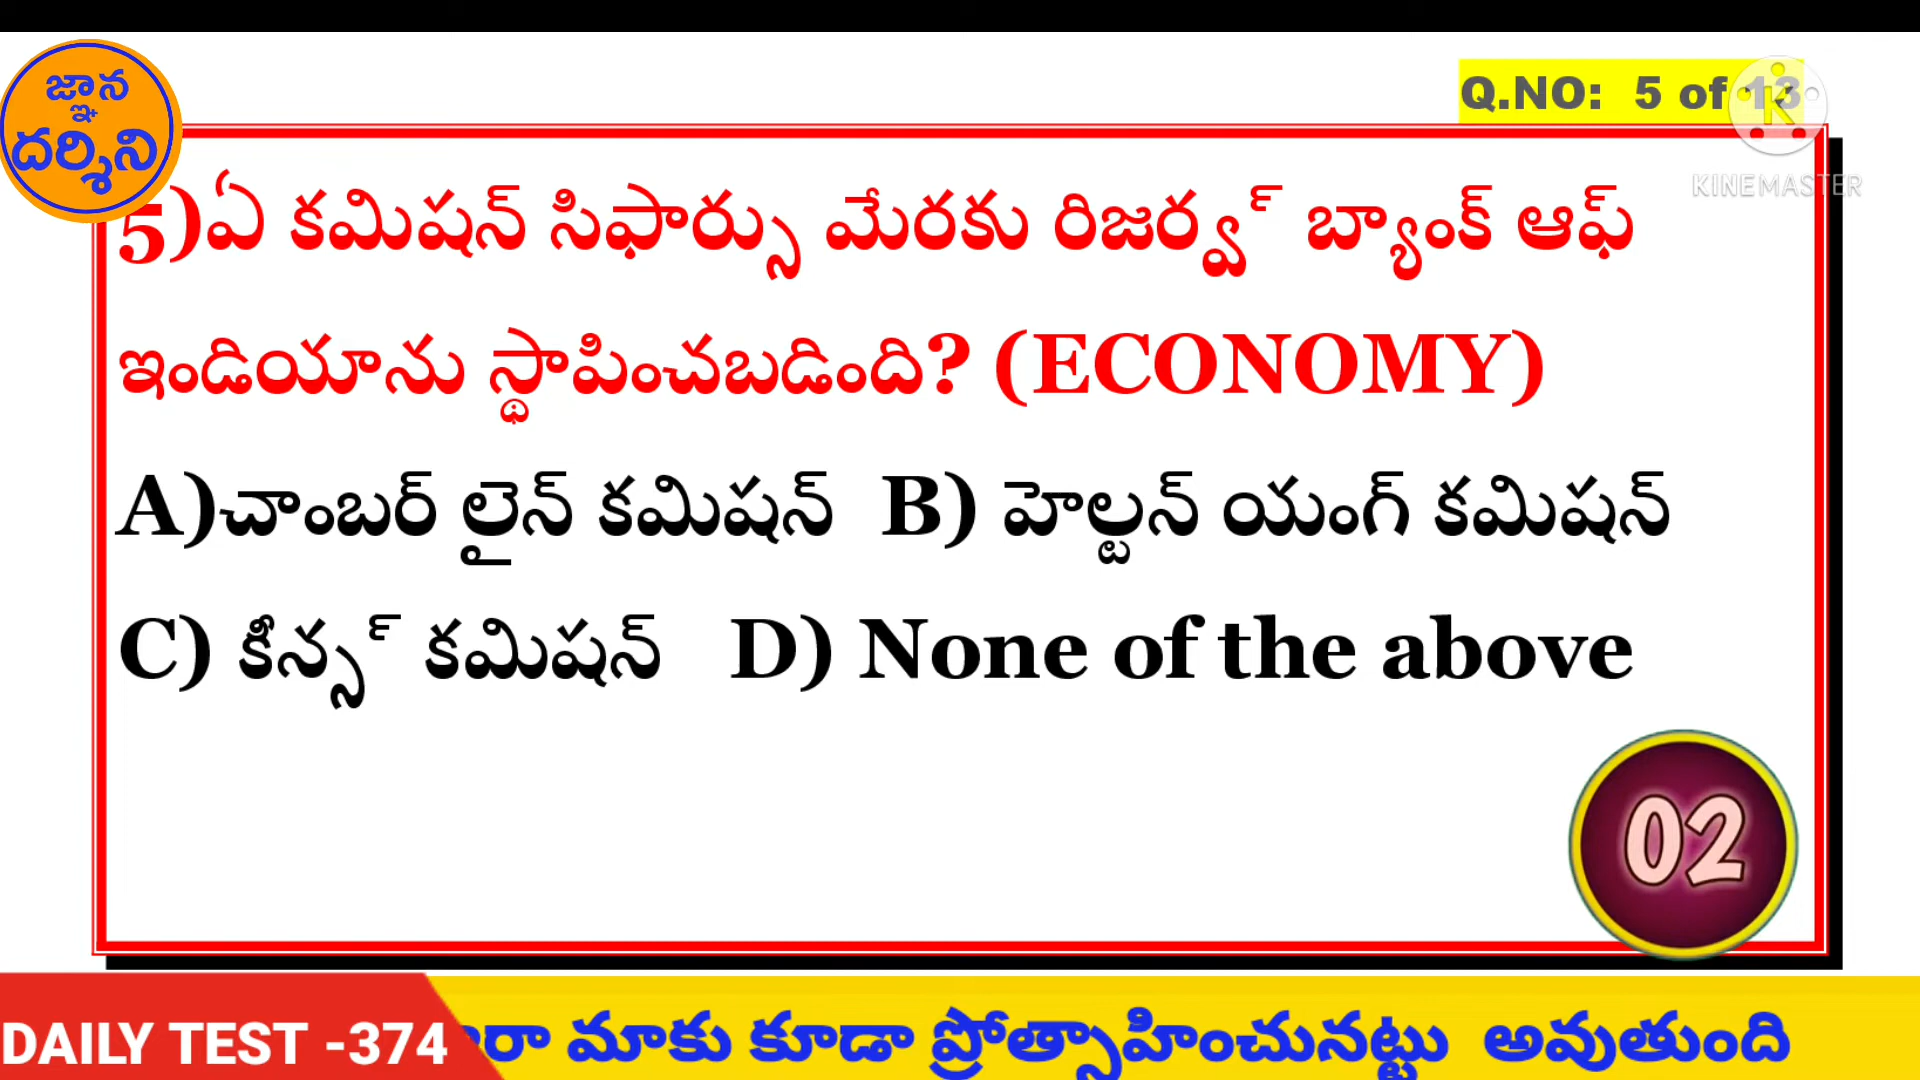 జ్ఞాన
ఞ
దర్శిని
Q.NO: 5 of 13
KINEMASTER
5)ఏ కమిషన్ సిఫార్సు మేరకు రిజర్వ్ బ్యాంక్ ఆఫ్
ఇండియాను స్థాపించబడింది? (ECONOMY)
A)చాంబర్ లైన్ కమిషన్ B) హెల్టన్ యంగ్ కమిషన్
C) కీన్స్ కమిషన్ D) None of the above
02
DAILY TEST -374
మాకు కూడా ప్రోత్సాహించునట్టు అవుతుంది